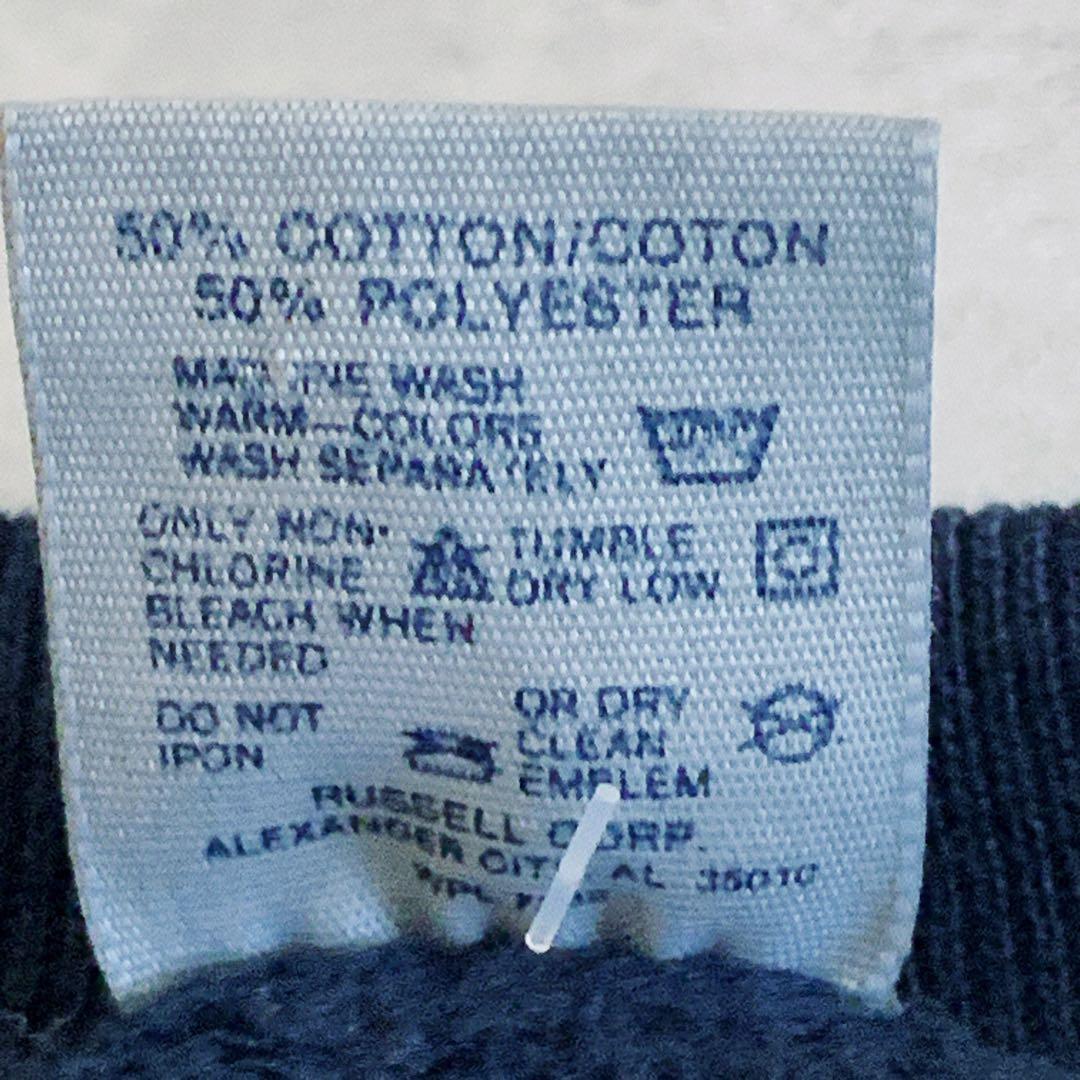 50% COTTON/COTON
50% POLYESTER
MACHINE WASH
WARM—COLORS
WASH SEPARATELY
ONLY NON-
CHLORINE
BLEACH WHEN
NEEDED
TUMBLE
DRY LOW
DO NOT
IRON
OR DRY
CLEAN
EMBLEM
RUSSELL CORP.
ALEXANDER CITY, AL 35010
WPL